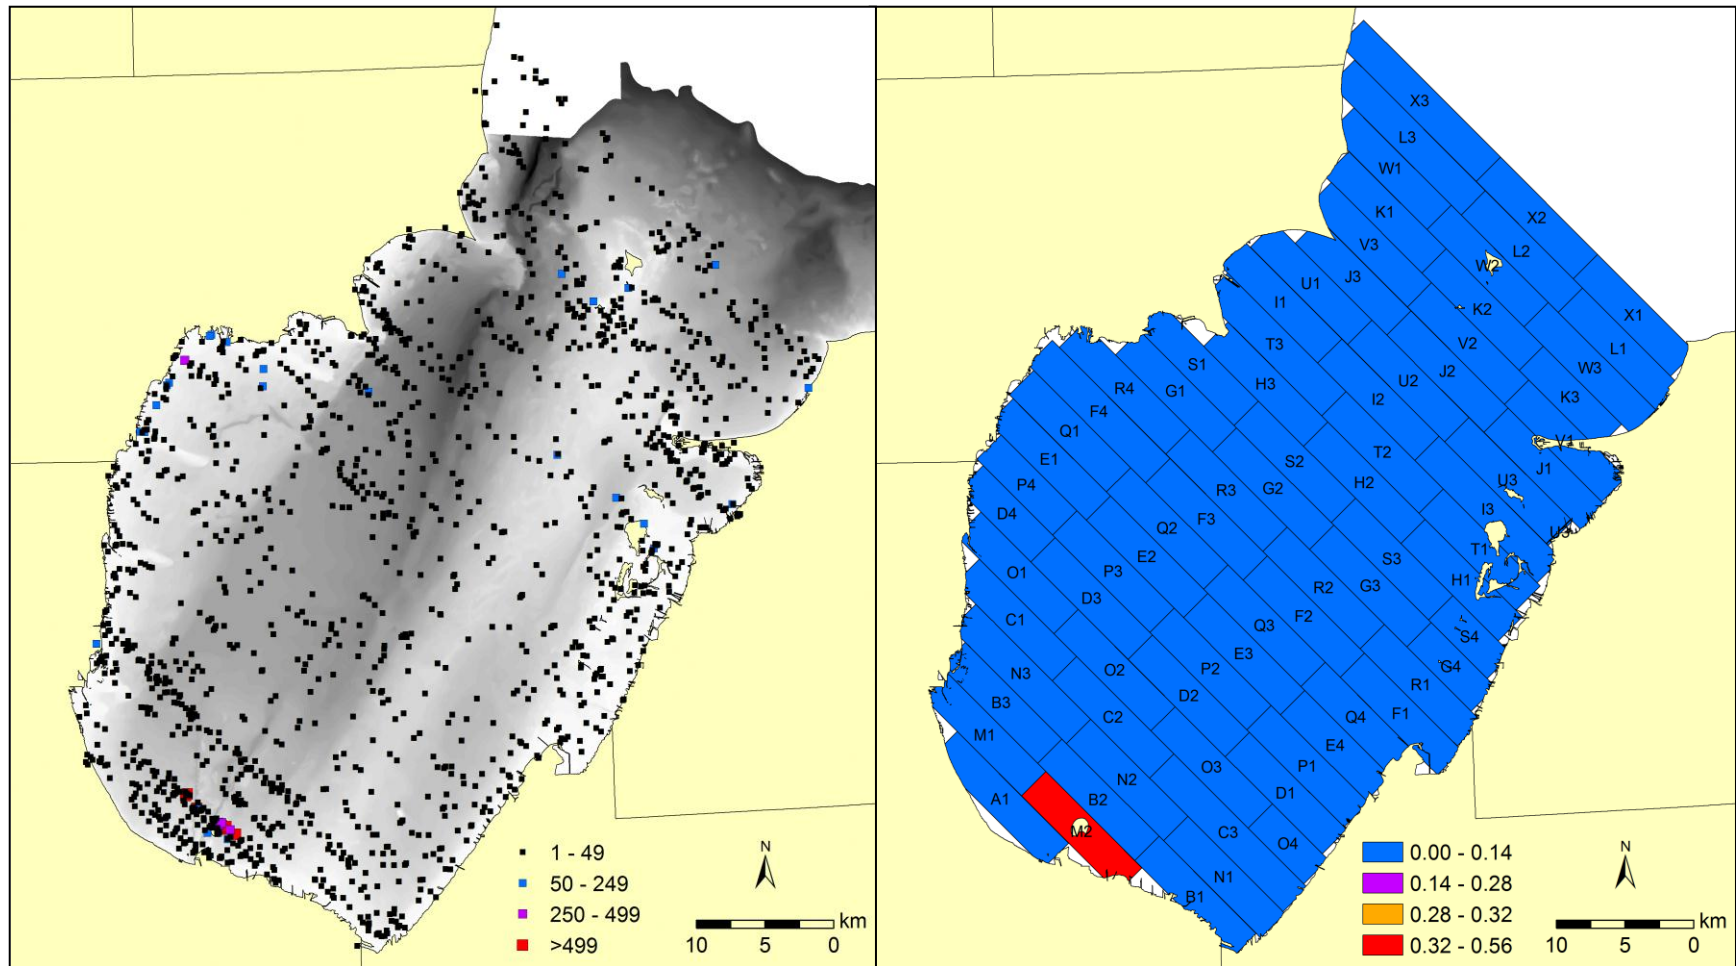 1 - 49
50 - 249
250 - 499
>499
N
km
10 5 0
X3
L3
W1
K1
X2
V3
L2
W2
J3
U1
I1
K2
X1
T3
V2
L1
S1
W3
J2
H3
U2
R4
G1
I2
K3
F4
Q1
V1
T2
E1
S2
J1
P4
H2
U3
R3
G2
D4
I3
F3
Q2
U3
T1
E2
S3
O1
P3
H1
R2
G3
D3
F2
C1
Q3
S4
E3
G4
P2
N3
O2
R1
D2
B3
F1
C2
Q4
M1
E4
O3
P1
N2
D1
A1
B2
M2
C3
O4
N1
B1
0.00 - 0.14
0.14 - 0.28
0.28 - 0.32
0.32 - 0.56
N
km
10 5 0